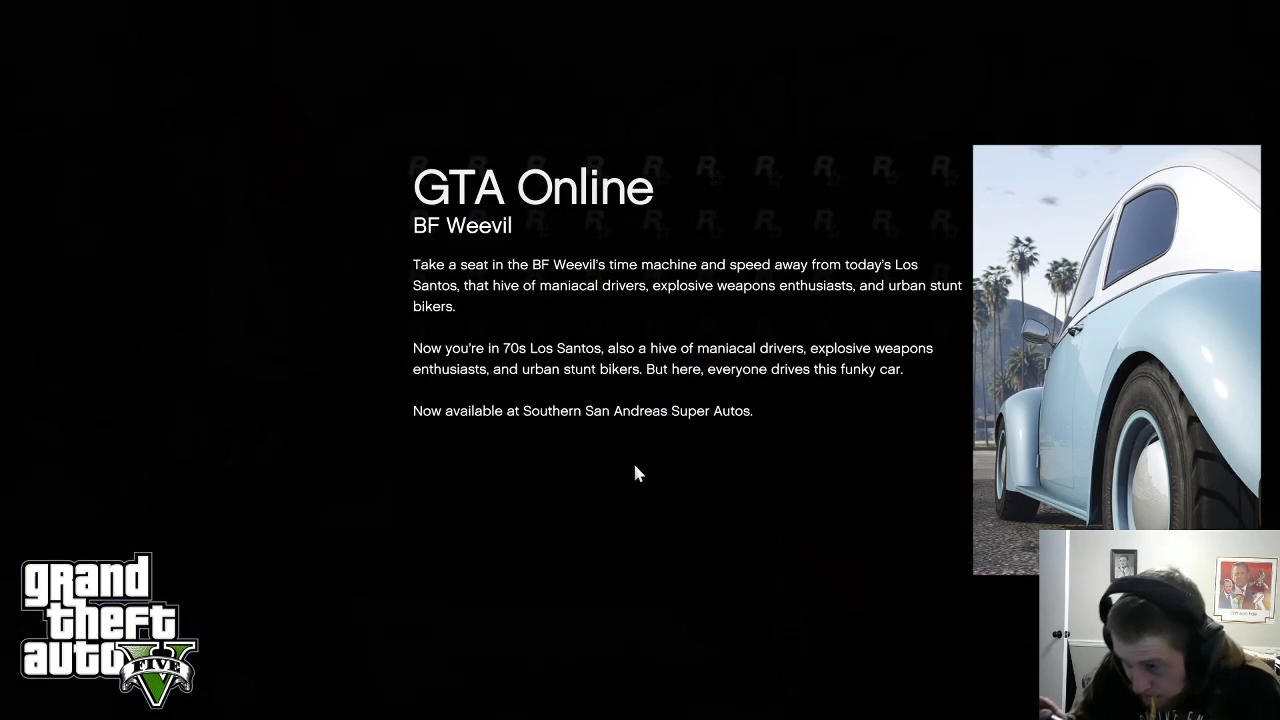 GTA Online
BF Weevil
Take a seat in the BF Weevil's time machine and speed away from today's Los
Santos, that hive of maniacal drivers, explosive weapons enthusiasts, and urban stunt
bikers.
Now you're in 70s Los Santos, also a hive of maniacal drivers, explosive weapons
enthusiasts, and urban stunt bikers. But here, everyone drives this funky car.
Now available at Southern San Andreas Super Autos.
grand
theft
auto V
FIVE